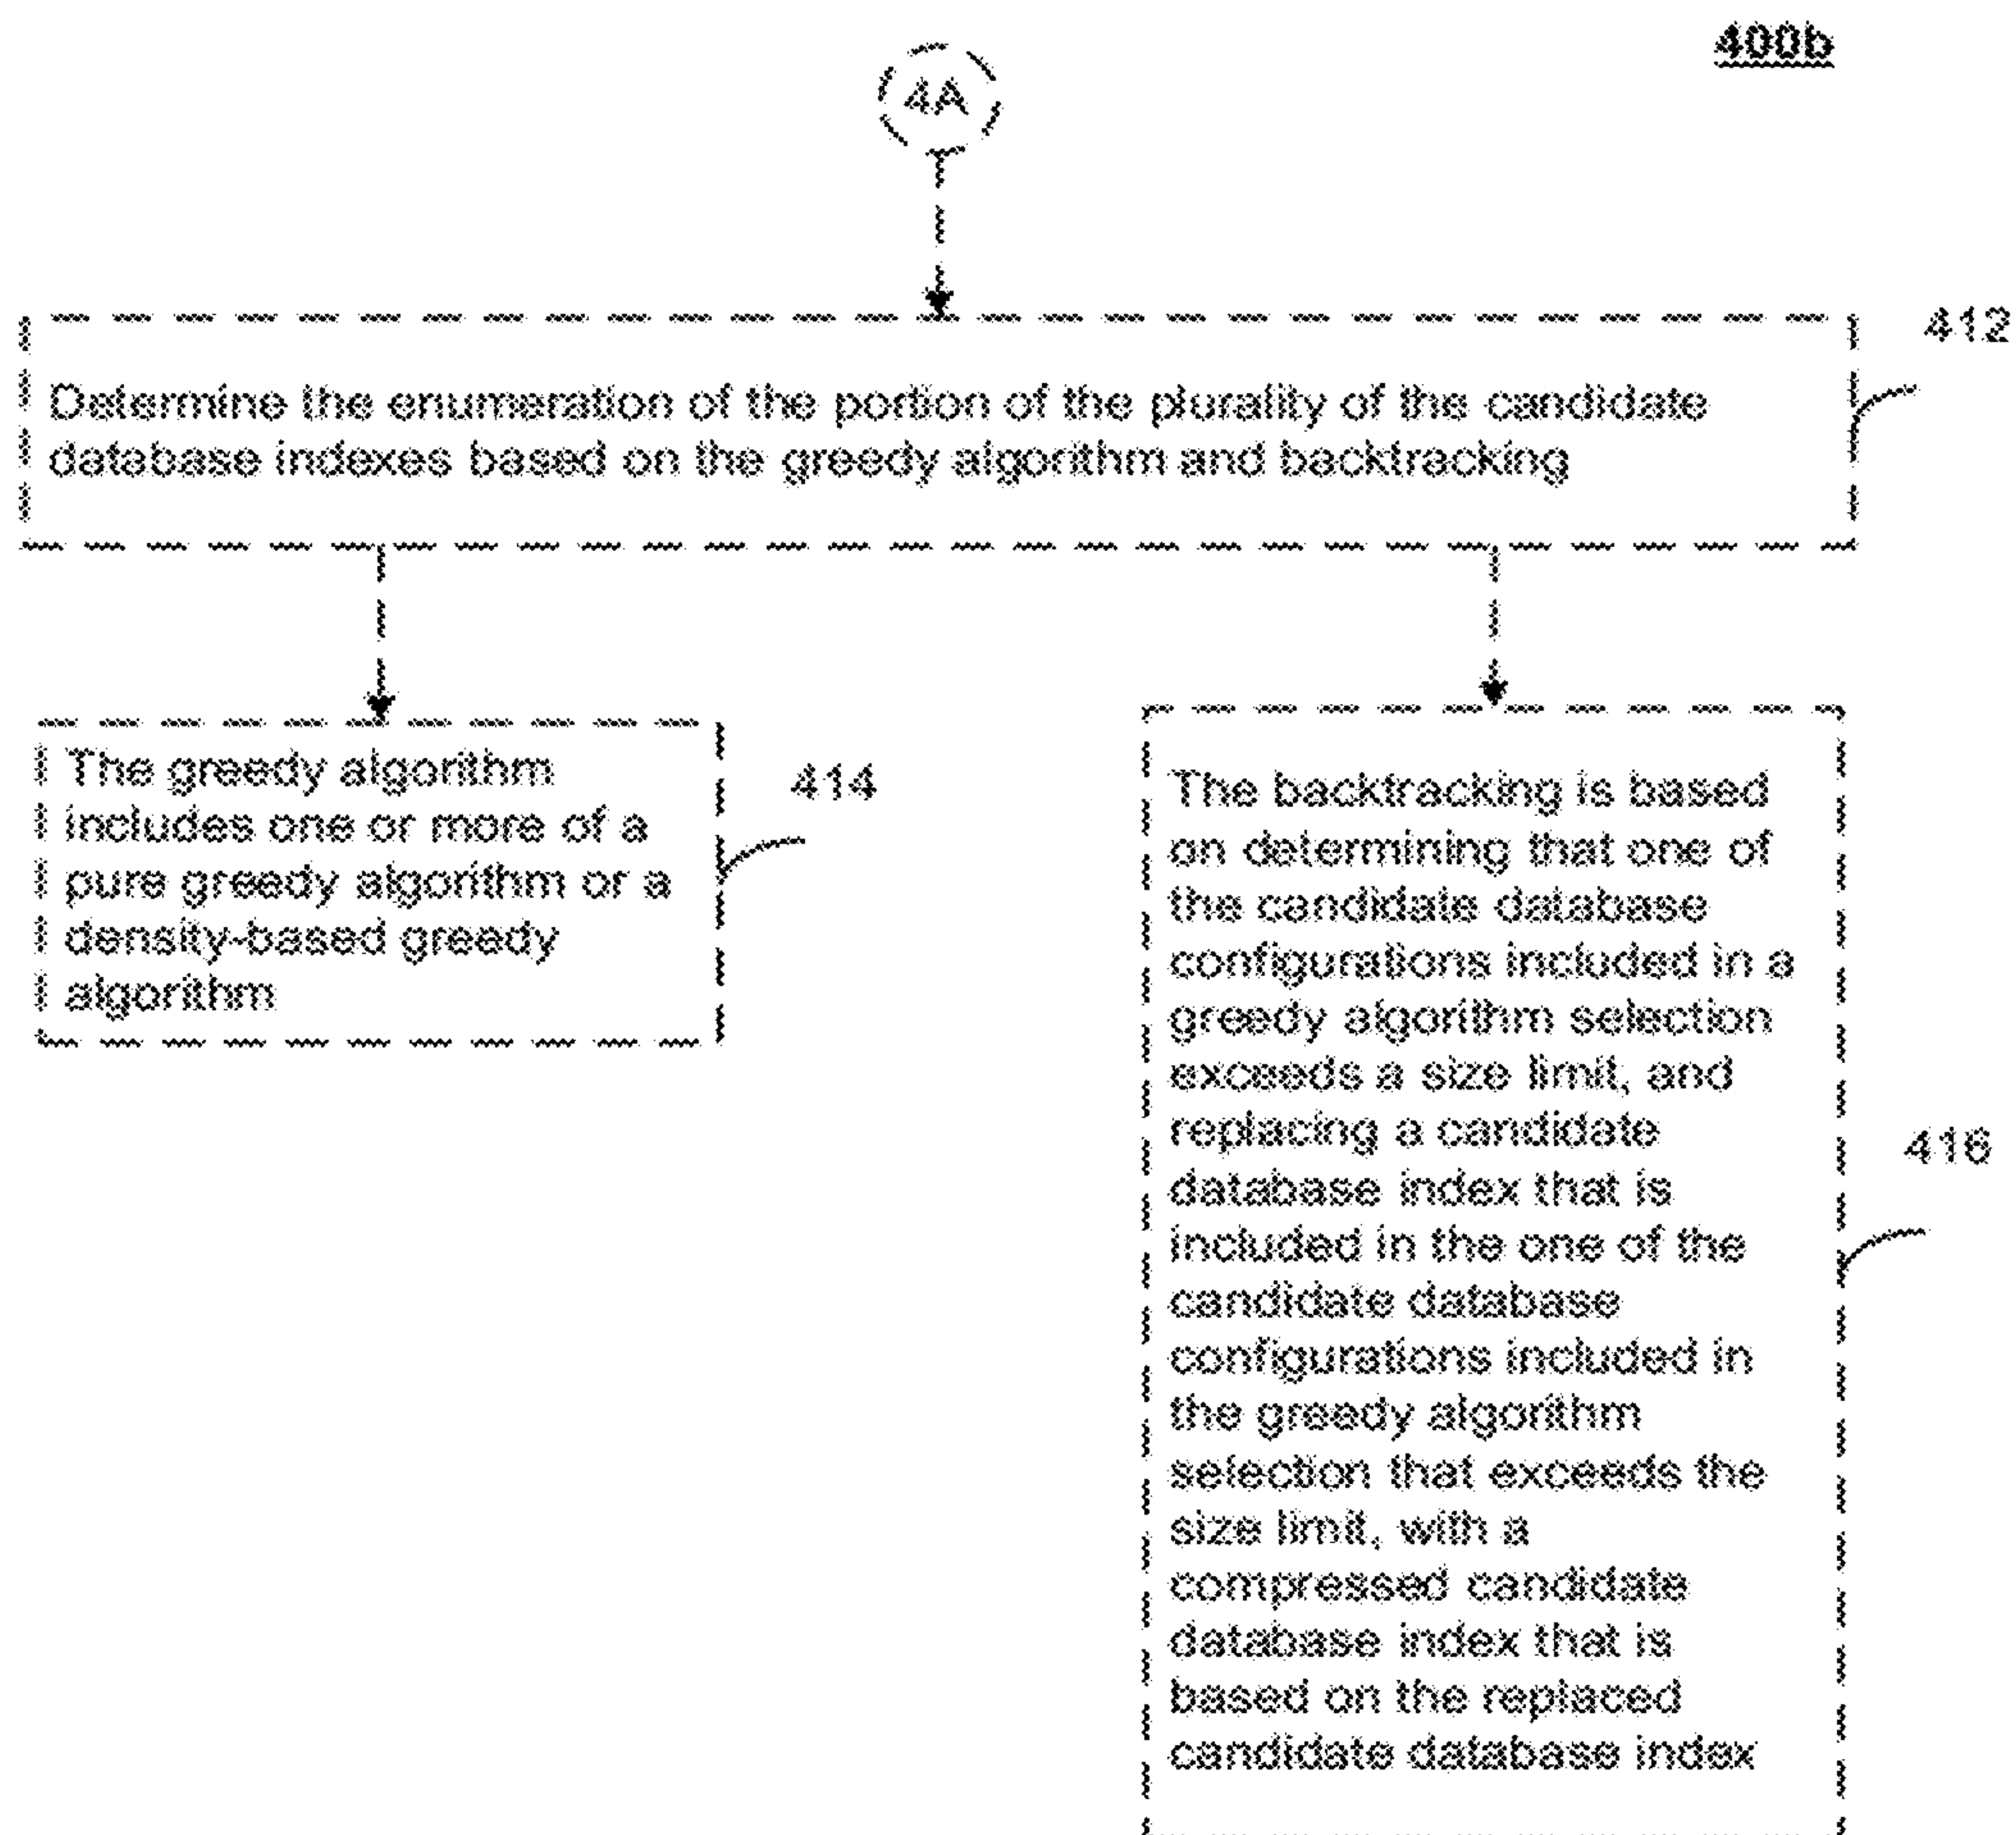 400b
4A
412
Determine the enumeration of the portion of the plurality of the candidate
database indexes based on the greedy algorithm and backtracking
414
The greedy algorithm
includes one or more of a
pure greedy algorithm or a
density-based greedy
algorithm
416
The backtracking is based
on determining that one of
the candidate database
configurations included in a
greedy algorithm selection
exceeds a size limit, and
replacing a candidate
database index that is
included in the one of the
candidate database
configurations included in
the greedy algorithm
selection that exceeds the
size limit, with a
compressed candidate
database index that is
based on the replaced
candidate database index